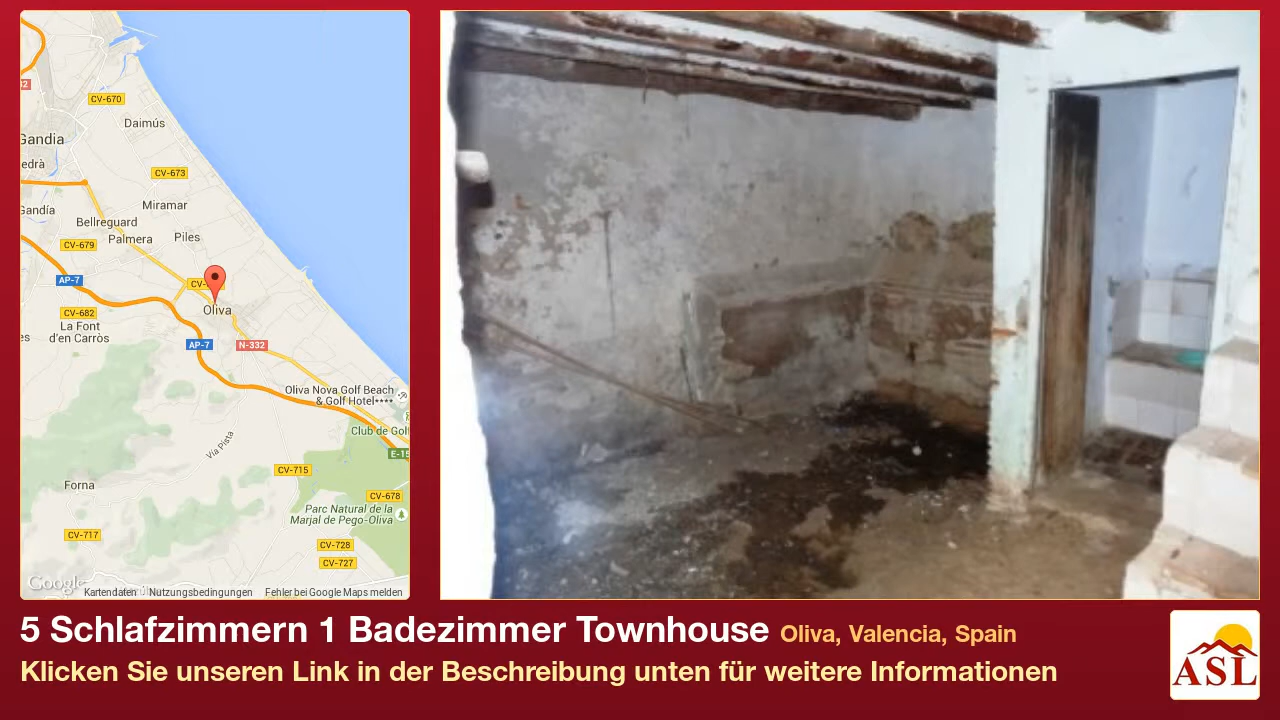 CV-670
Gandia
Daimús
edrà
CV-673
Gandía
Miramar
Bellreguard
Palmera
Piles
CV-679
AP-7
CV-682
Oliva
La Font
d'en Carròs
es
AP-7
N-332
Oliva Nova Golf Beach
& Golf Hotel****
Club de Golf
E-15
Via Pista
CV-715
Forna
CV-678
Parc Natural de la
Marjal de Pego-Oliva
CV-717
CV-728
CV-727
Google
Kartendaten Nutzungsbedingungen Fehler bei Google Maps melden
5 Schlafzimmern 1 Badezimmer Townhouse Oliva, Valencia, Spain
Klicken Sie unseren Link in der Beschreibung unten für weitere Informationen
ASL